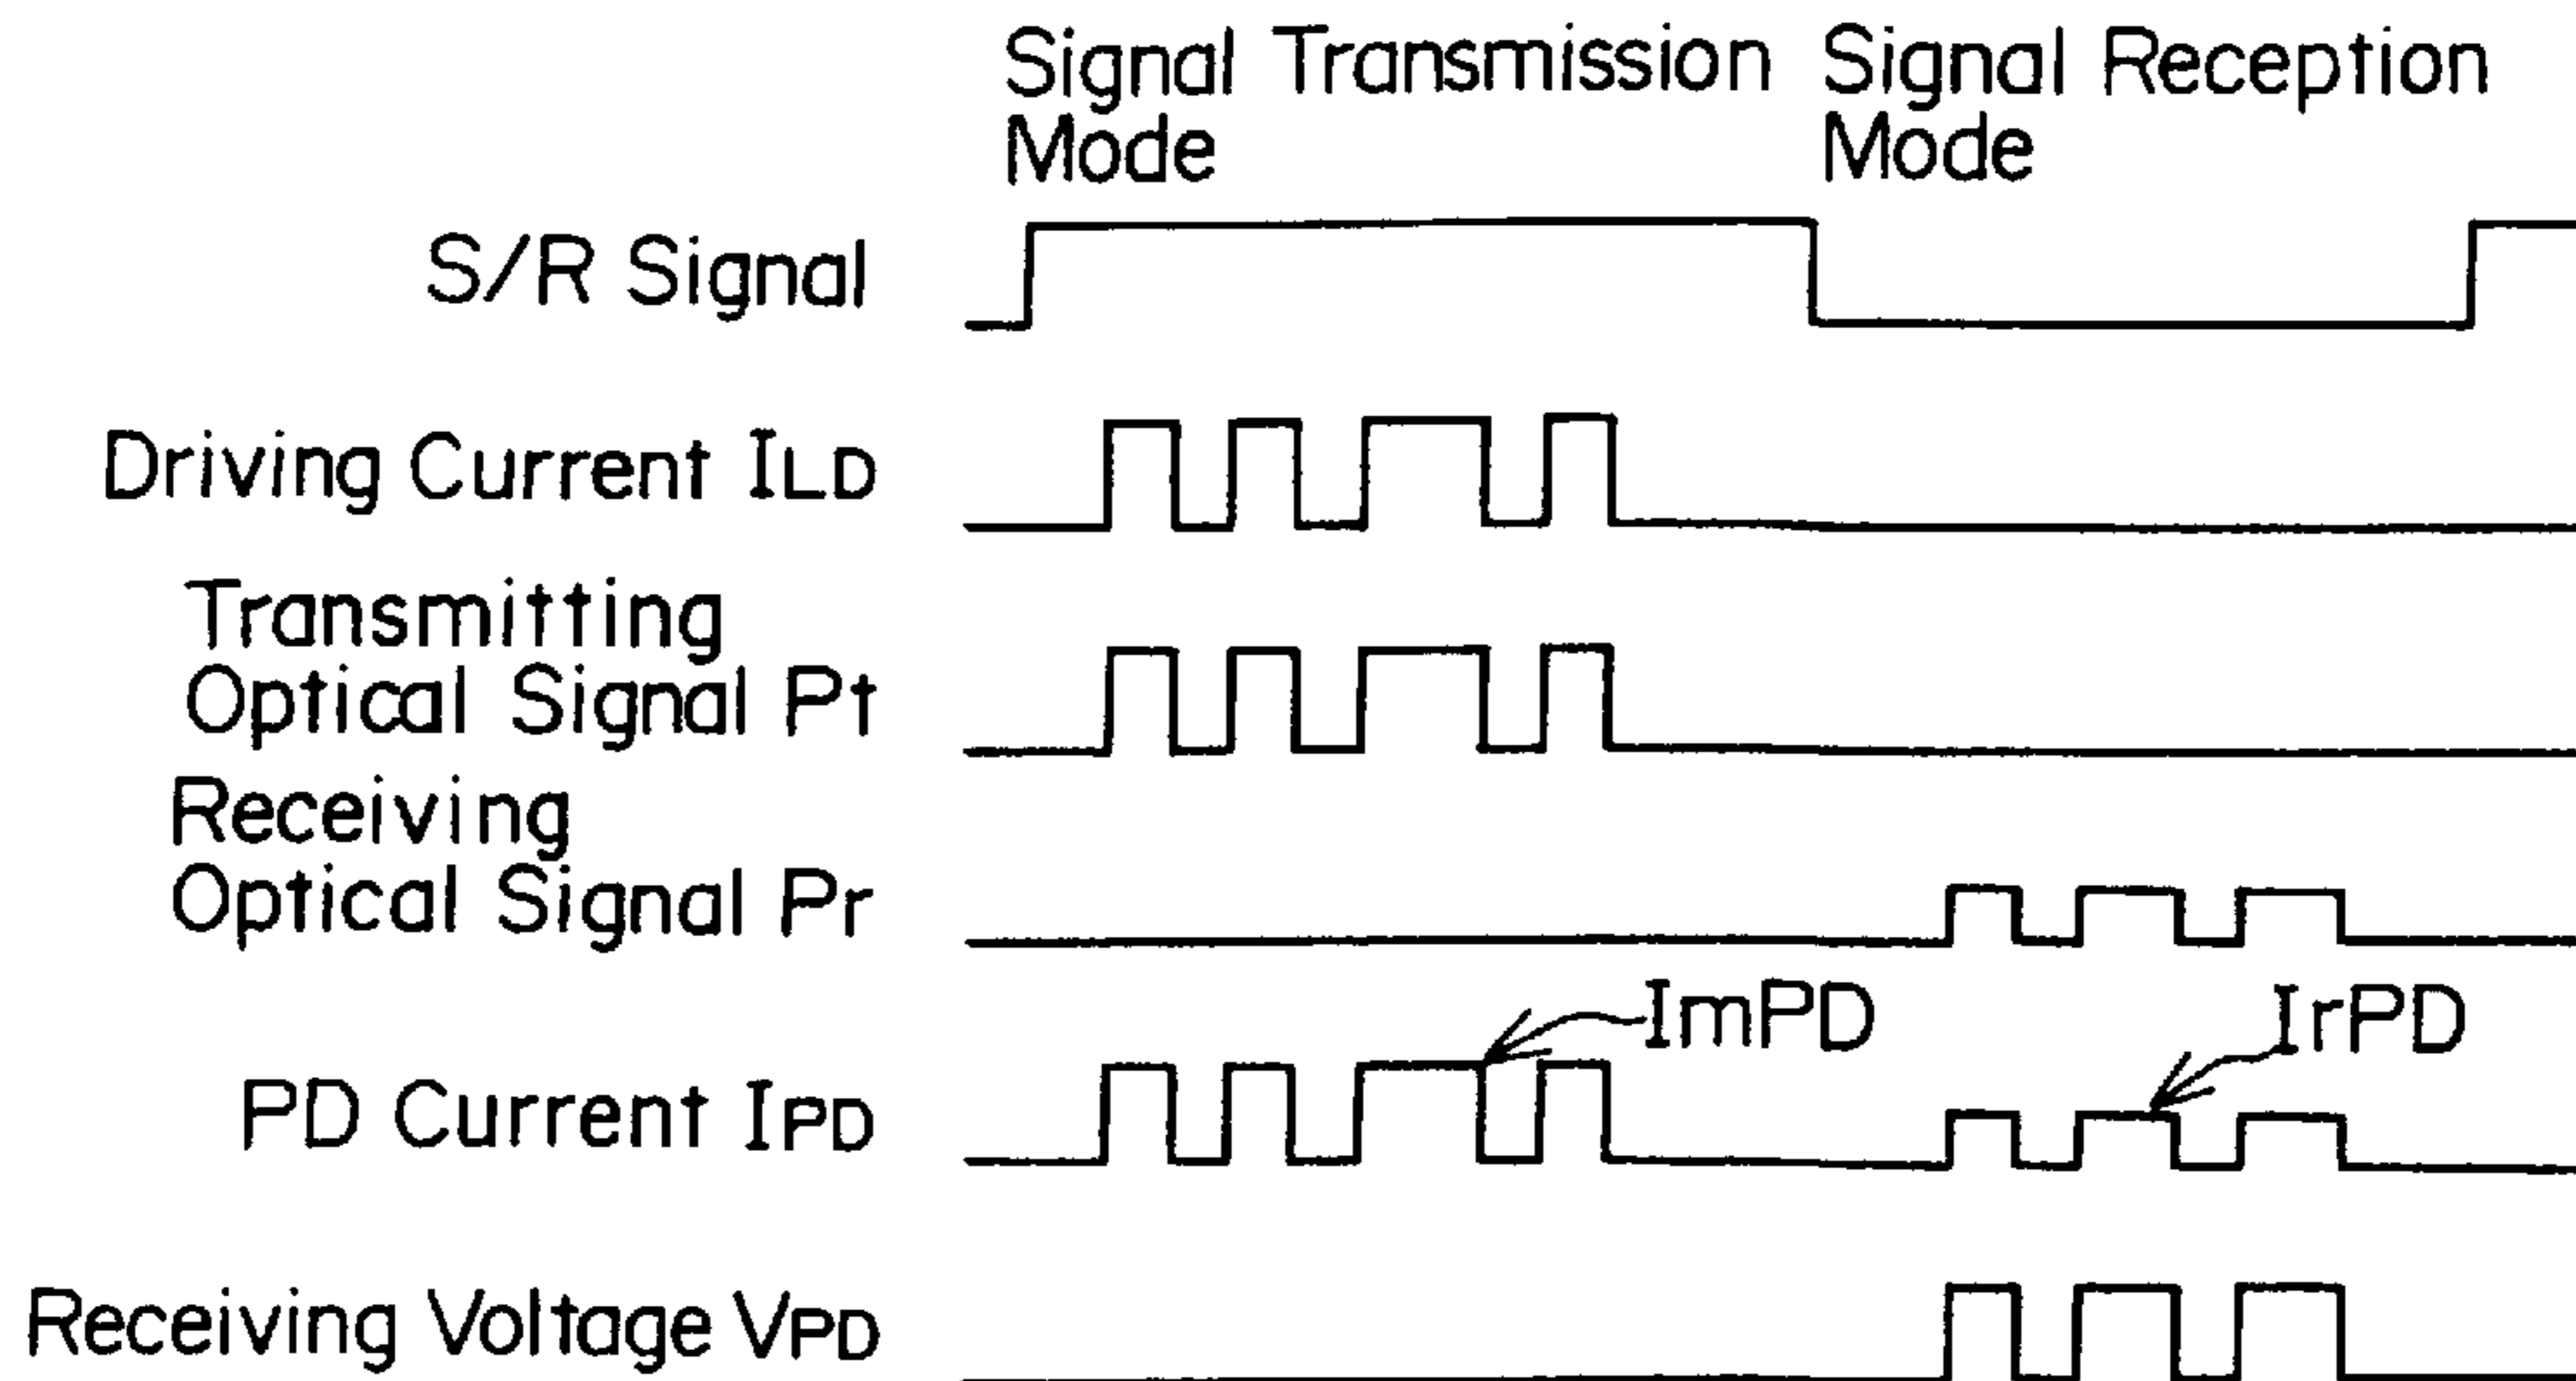 Signal Transmission
Mode
Signal Reception
Mode
S/R Signal
Driving Current ILD
Transmitting
Optical Signal Pt
Receiving
Optical Signal Pr
ImPD
IrPD
PD Current IPD
Receiving Voltage VPD